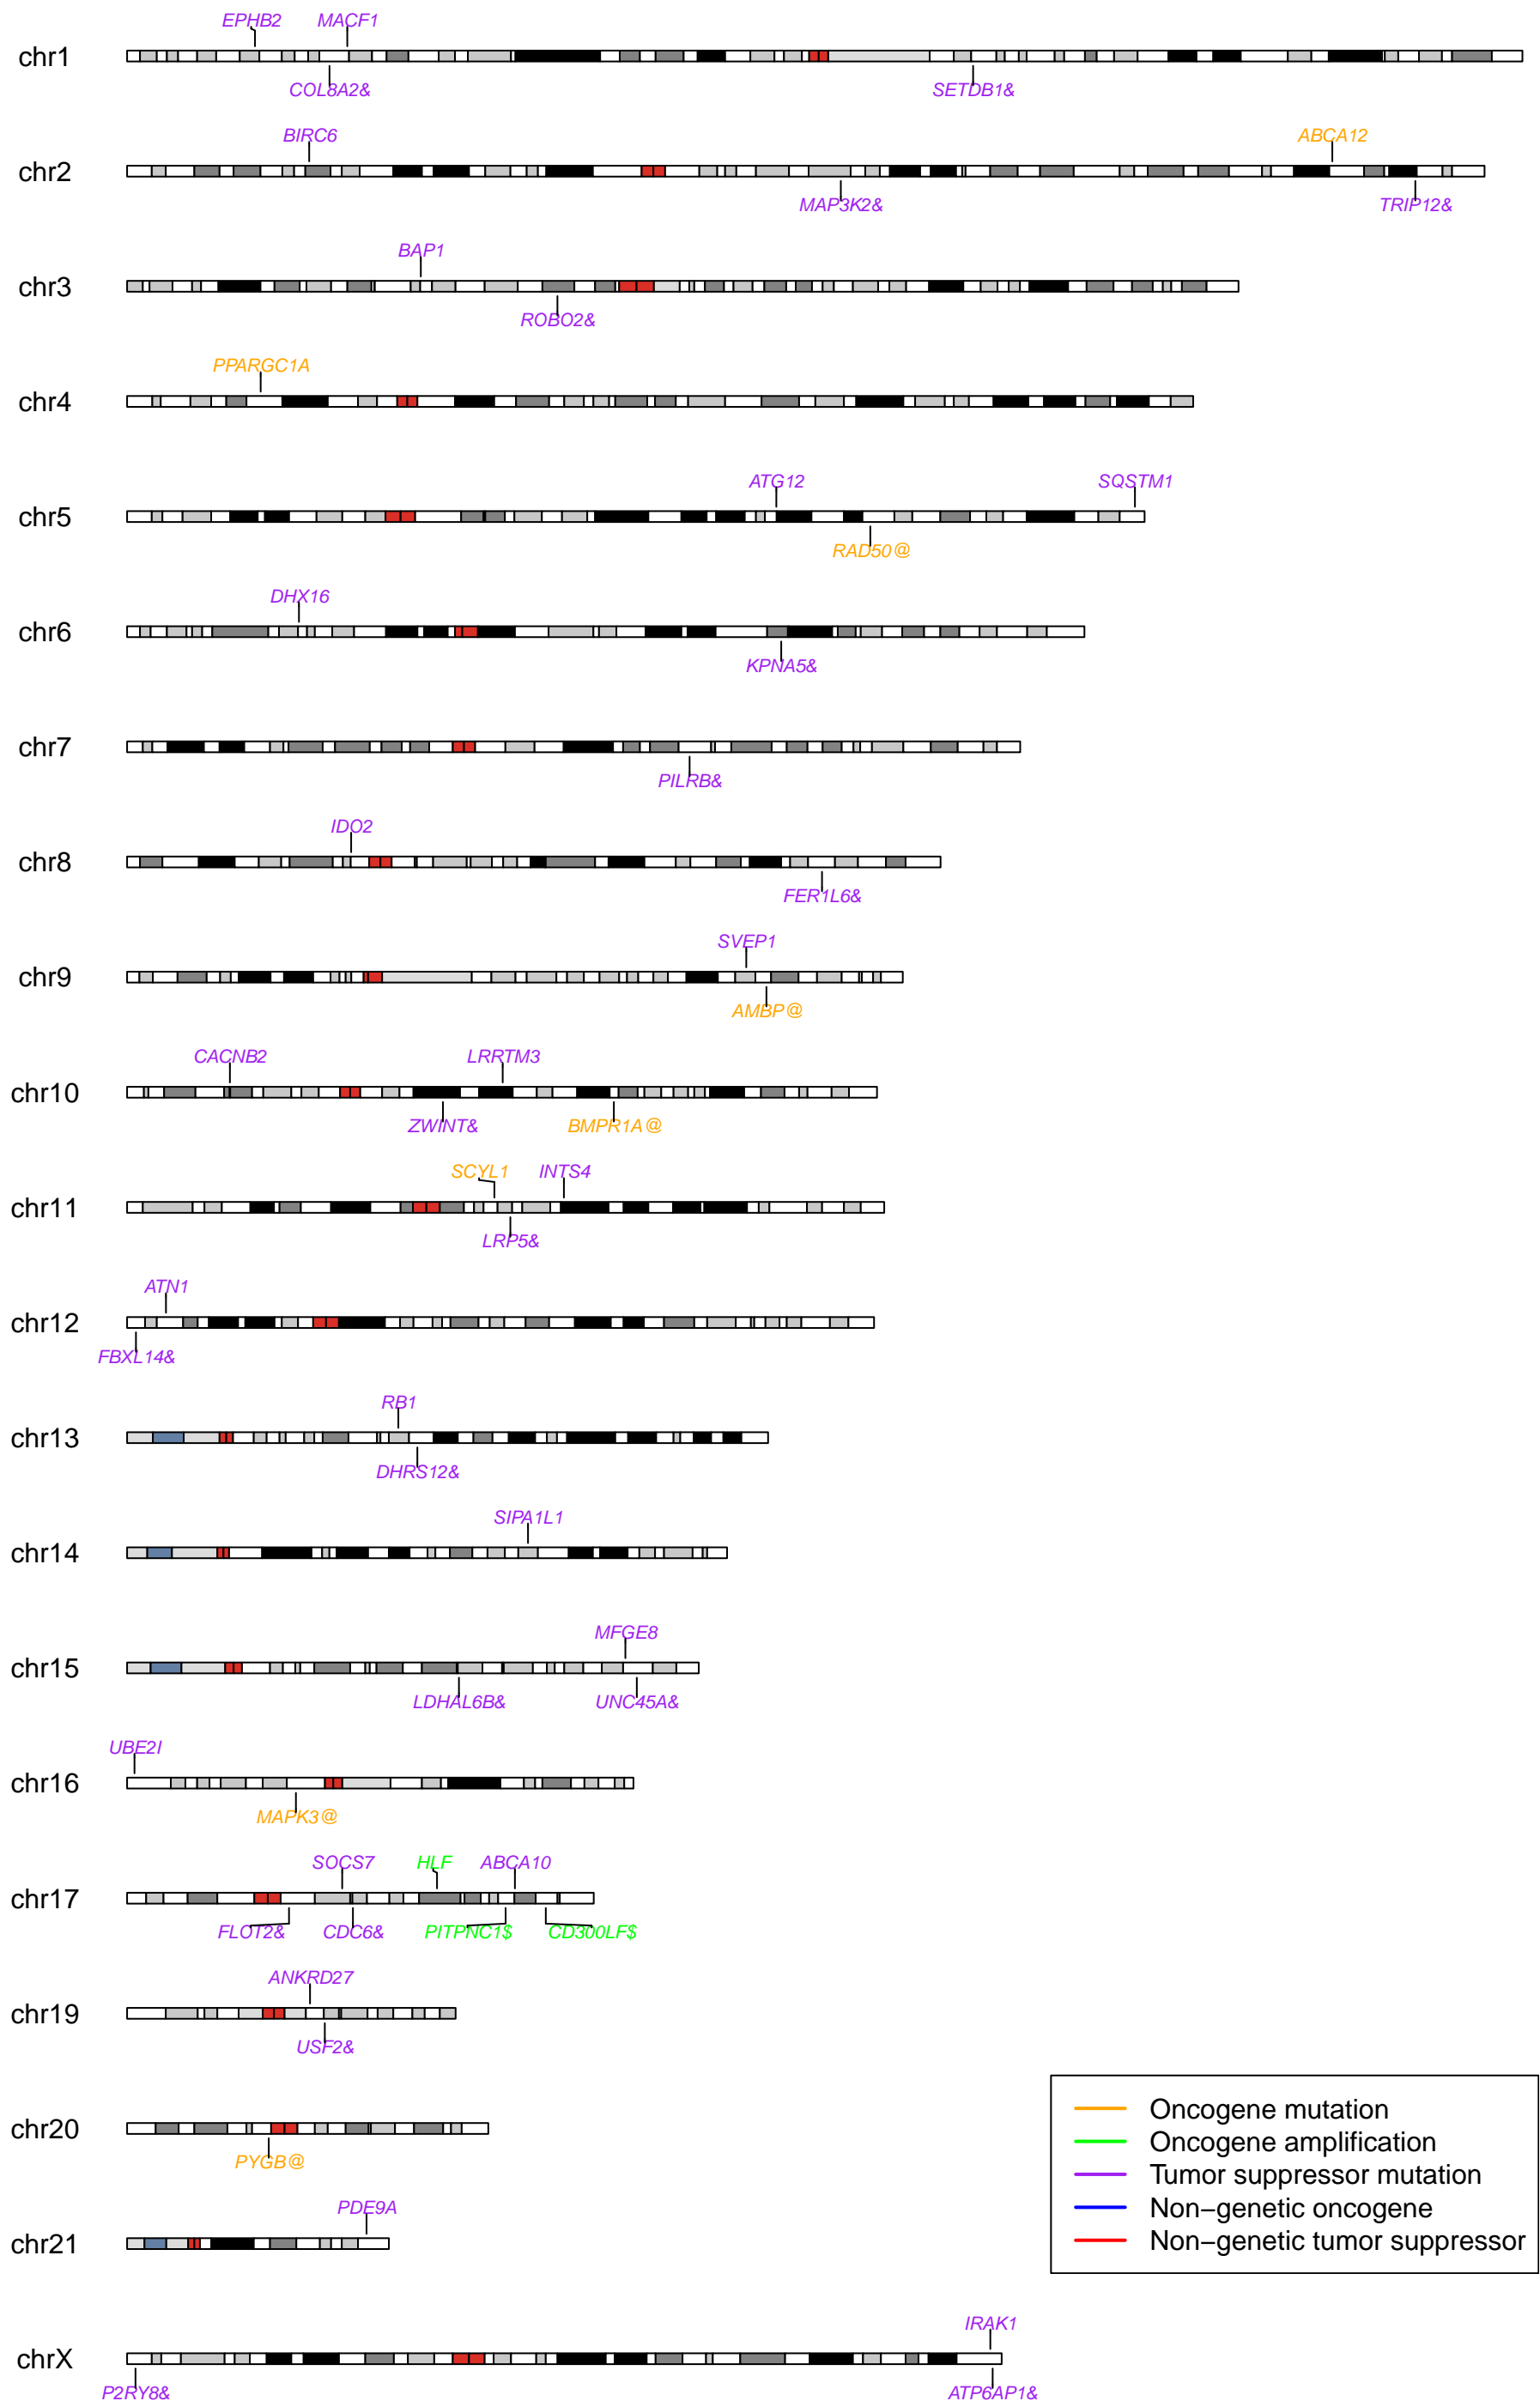 EPHB2 MACF1
chr1
COL8A2& SETDB1&
BIRC6 ABCA12
chr2
MAP3K2& TRIP12&
BAP1
chr3
ROBO2&
PPARGC1A
chr4
ATG12 SQSTM1
chr5
RAD50@
DHX16
chr6
KPNA5&
chr7
PILRB&
IDO2
chr8
FER1L6&
SVEP1
chr9
AMBP@
CACNB2 LRRTM3
chr10
ZWINT& BMPR1A@
SCYL1 INTS4
chr11
LRP5&
ATN1
chr12
FBXL14&
RB1
chr13
DHRS12&
SIPA1L1
chr14
MFGE8
chr15
LDHAL6B& UNC45A&
UBE2I
chr16
MAPK3@
SOCS7 HLF ABCA10
chr17
FLOT2& CDC6& PITPNC1$ CD300LF$
ANKRD27
chr19
USF2&
chr20
PYGB@
PDE9A
chr21
Oncogene mutation
Oncogene amplification
Tumor suppressor mutation
Non−genetic oncogene
Non−genetic tumor suppressor
IRAK1
chrX
P2RY8& ATP6AP1&